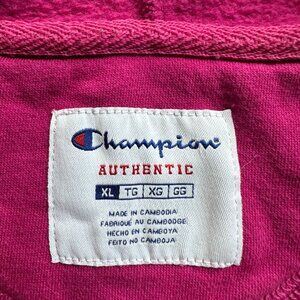 Champion
AUTHENTIC
XL TG XG GG
MADE IN CAMBODIA
FABRIQUÉ AU CAMBODGE
HECHO EN CAMBOYA
FEITO NO CAMBOJA